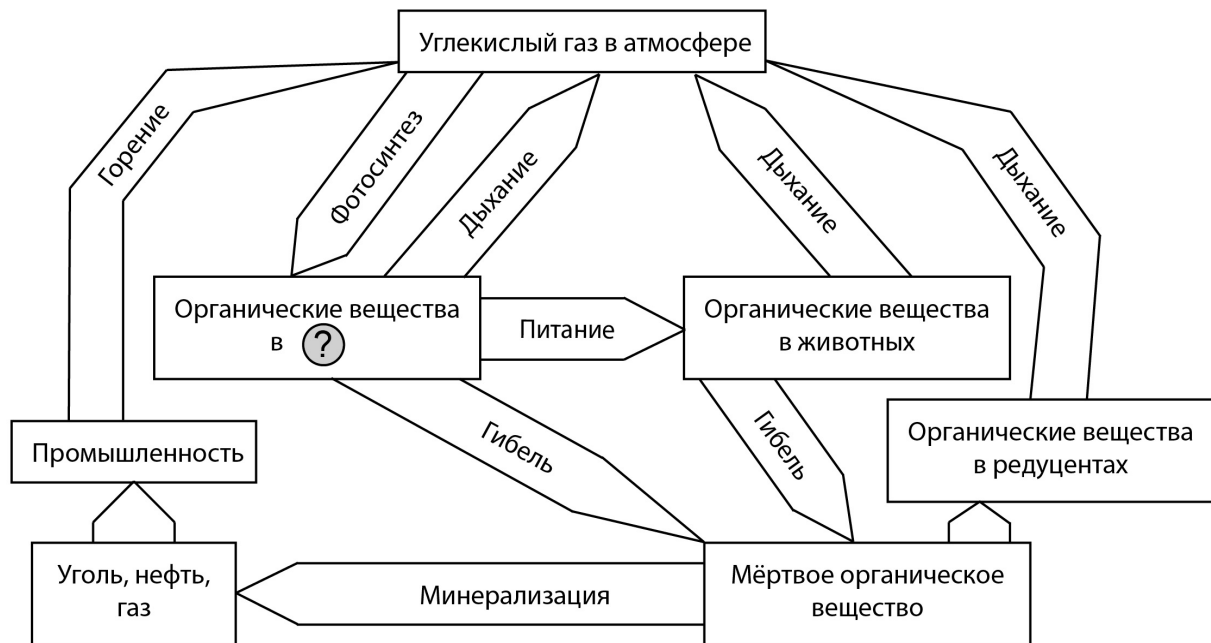 Углекислый газ в атмосфере
Горение
Фотосинтез
Дыхание
Дыхание
Дыхание
Органические вещества
в ?
Питание
Органические вещества
в животных
Гибель
Гибель
Промышленность
Органические вещества
в редуцентах
Уголь, нефть,
газ
Минерализация
Мёртвое органическое
вещество